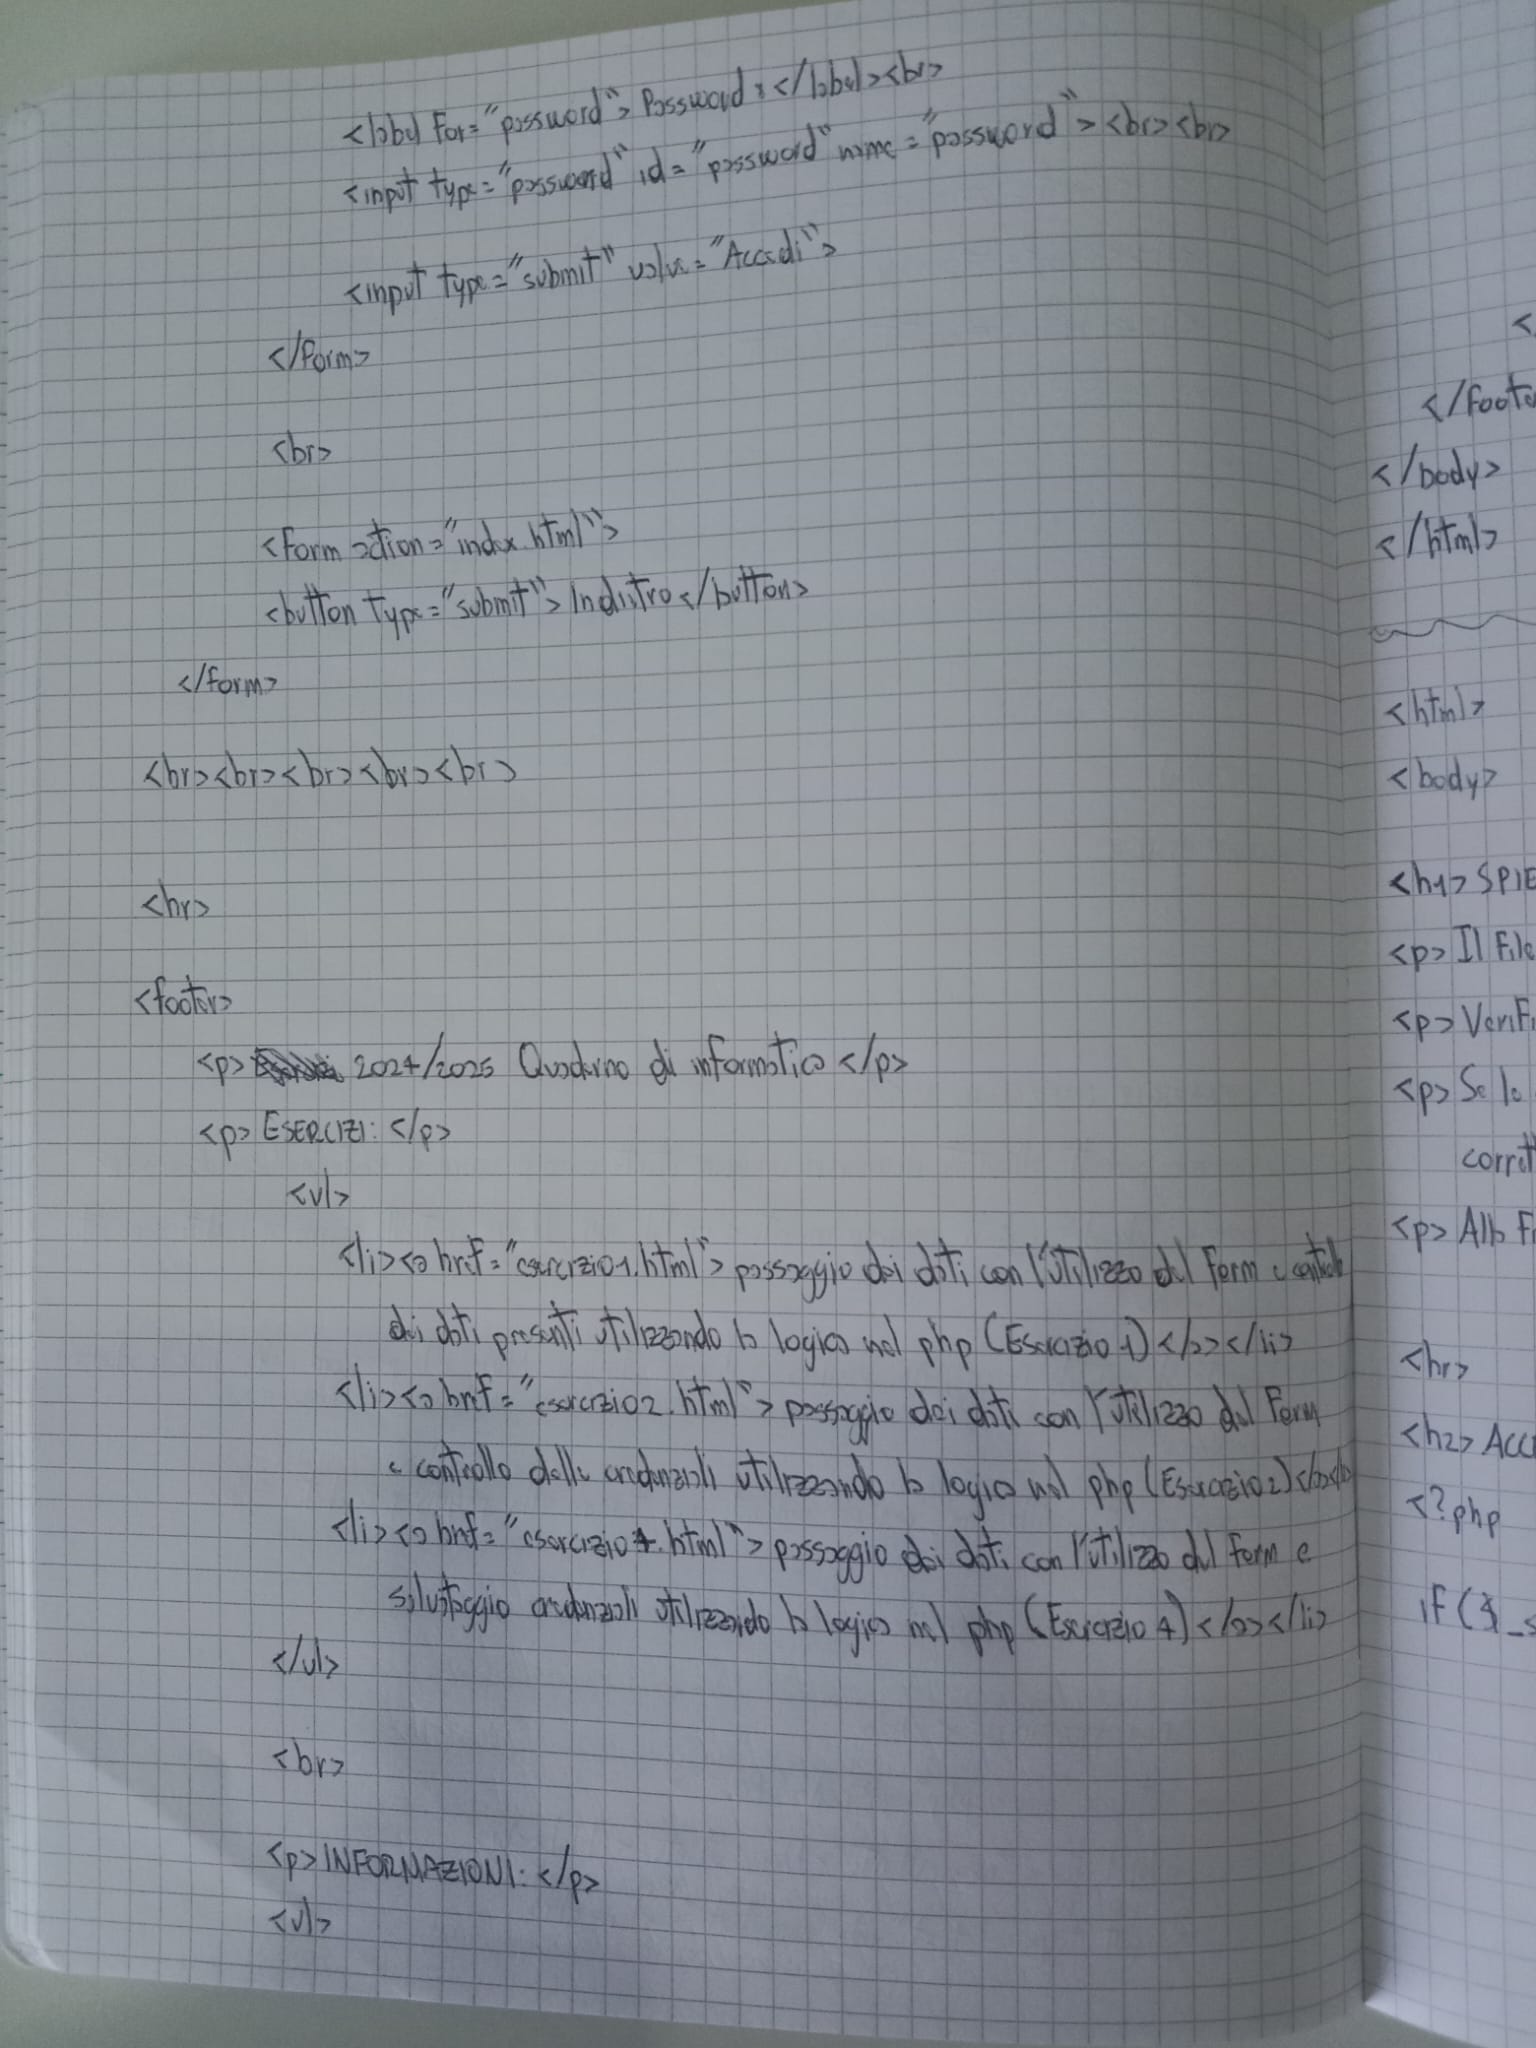 <label for="password">Password:</label><br>
<input type="password" id="password" name="password"><br><br>
<input type="submit" value="Accedi">
</form>
<br>
<form action="index.html">
<button type="submit">Indietro</button>
</form>
<br><br><br><br><br>
<hr>
<footer>
<p> 2024/2025 Quaderno di informatica</p>
<p>ESERCIZI:</p>
<ul>
<li><a href="esercizio1.html">passaggio dei dati con l'utilizzo del form e controllo
dei dati presenti utilizzando la logica nel php (Esercizio 1)</a></li>
<li><a href="esercizio2.html">passaggio dei dati con l'utilizzo del form
e controllo delle credenziali utilizzando la logica nel php (Esercizio 2)</a></li>
<li><a href="esercizio4.html">passaggio dei dati con l'utilizzo del form e
salvataggio credenziali utilizzando la logica nel php (Esercizio 4)</a></li>
</ul>
<br>
<p>INFORMAZIONI:</p>
<ul>
<
</foote
</body>
</html>
<html>
<body>
<h1>SPIE
<p>Il File
<p>Verifi
<p>Se le
corrett
<p>Alla F
<hr>
<h2>Acc
<?php
if($_s